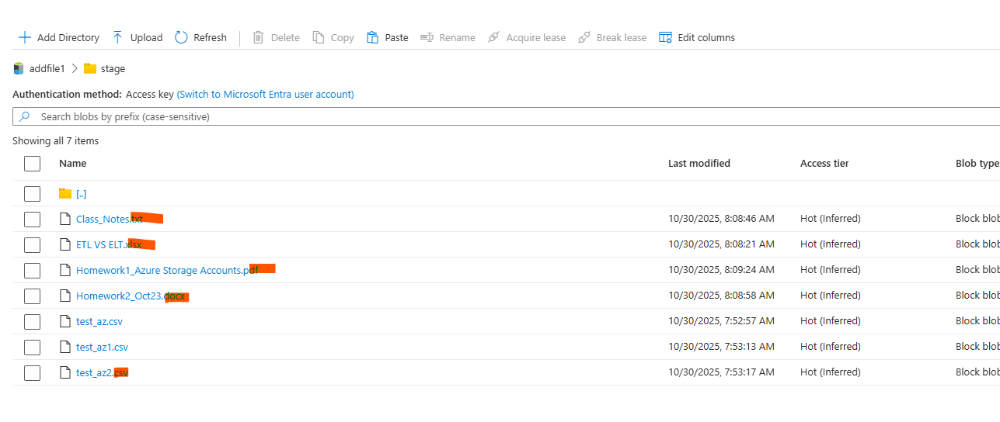 Add Directory Upload Refresh Delete Copy Paste Rename Acquire lease Break lease Edit columns
addfile1 > stage
Authentication method: Access key (Switch to Microsoft Entra user account)
Search blobs by prefix (case-sensitive)
Showing all 7 items
Name Last modified Access tier Blob type
[..]
Class_Notes.txt 10/30/2025, 8:08:46 AM Hot (Inferred) Block blob
ETL VS ELT.xlsx 10/30/2025, 8:08:21 AM Hot (Inferred) Block blob
Homework1_Azure Storage Accounts.pdf 10/30/2025, 8:09:24 AM Hot (Inferred) Block blob
Homework2_Oct23.docx 10/30/2025, 8:08:58 AM Hot (Inferred) Block blob
test_az.csv 10/30/2025, 7:52:57 AM Hot (Inferred) Block blob
test_az1.csv 10/30/2025, 7:53:13 AM Hot (Inferred) Block blob
test_az2.csv 10/30/2025, 7:53:17 AM Hot (Inferred) Block blob